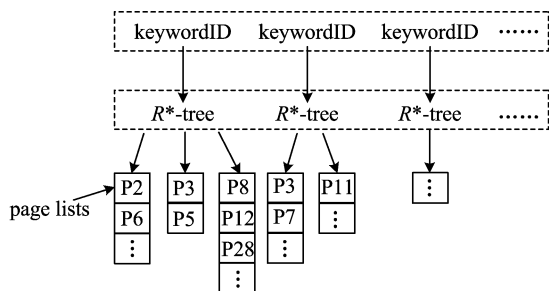 keywordID keywordID keywordID ······
R*-tree R*-tree R*-tree ······
P2 P3 P8 P3 P11 ⋮
page lists
P6 P5 P12 P7 ⋮
⋮ P28 ⋮
⋮